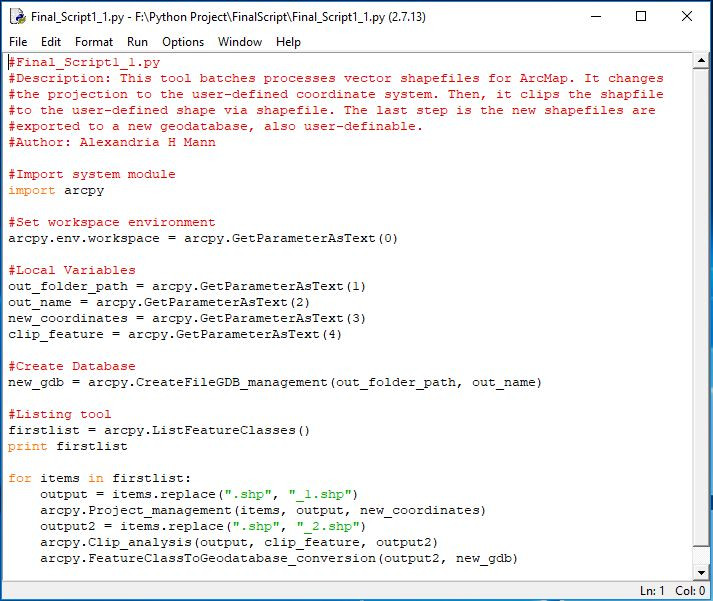 Final_Script1_1.py - F:\Python Project\FinalScript\Final_Script1_1.py (2.7.13)
File Edit Format Run Options Window Help
#Final_Script1_1.py
#Description: This tool batches processes vector shapefiles for ArcMap. It changes
#the projection to the user-defined coordinate system. Then, it clips the shapfile
#to the user-defined shape via shapefile. The last step is the new shapefiles are
#exported to a new geodatabase, also user-definable.
#Author: Alexandria H Mann

#Import system module
import arcpy

#Set workspace environment
arcpy.env.workspace = arcpy.GetParameterAsText(0)

#Local Variables
out_folder_path = arcpy.GetParameterAsText(1)
out_name = arcpy.GetParameterAsText(2)
new_coordinates = arcpy.GetParameterAsText(3)
clip_feature = arcpy.GetParameterAsText(4)

#Create Database
new_gdb = arcpy.CreateFileGDB_management(out_folder_path, out_name)

#Listing tool
firstlist = arcpy.ListFeatureClasses()
print firstlist

for items in firstlist:
    output = items.replace(".shp", "_1.shp")
    arcpy.Project_management(items, output, new_coordinates)
    output2 = items.replace(".shp", "_2.shp")
    arcpy.Clip_analysis(output, clip_feature, output2)
    arcpy.FeatureClassToGeodatabase_conversion(output2, new_gdb)
Ln: 1 Col: 0